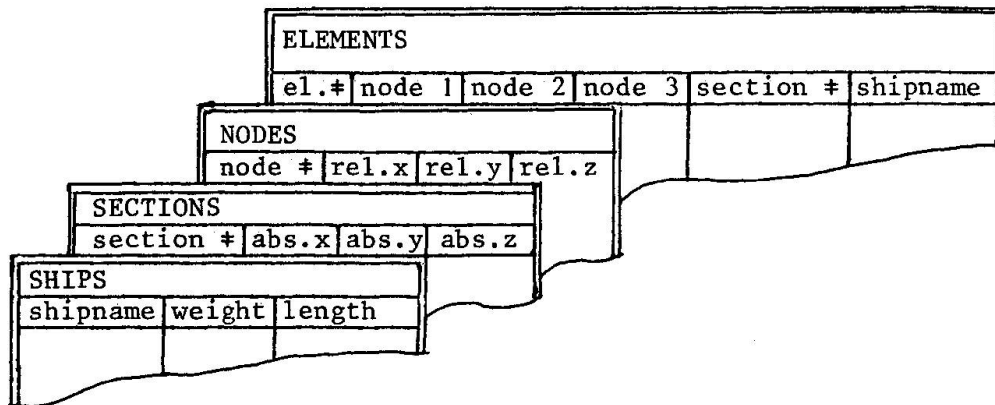 ELEMENTS
el.# node 1 node 2 node 3 section # shipname
NODES
node # rel.x rel.y rel.z
SECTIONS
section # abs.x abs.y abs.z
SHIPS
shipname weight length